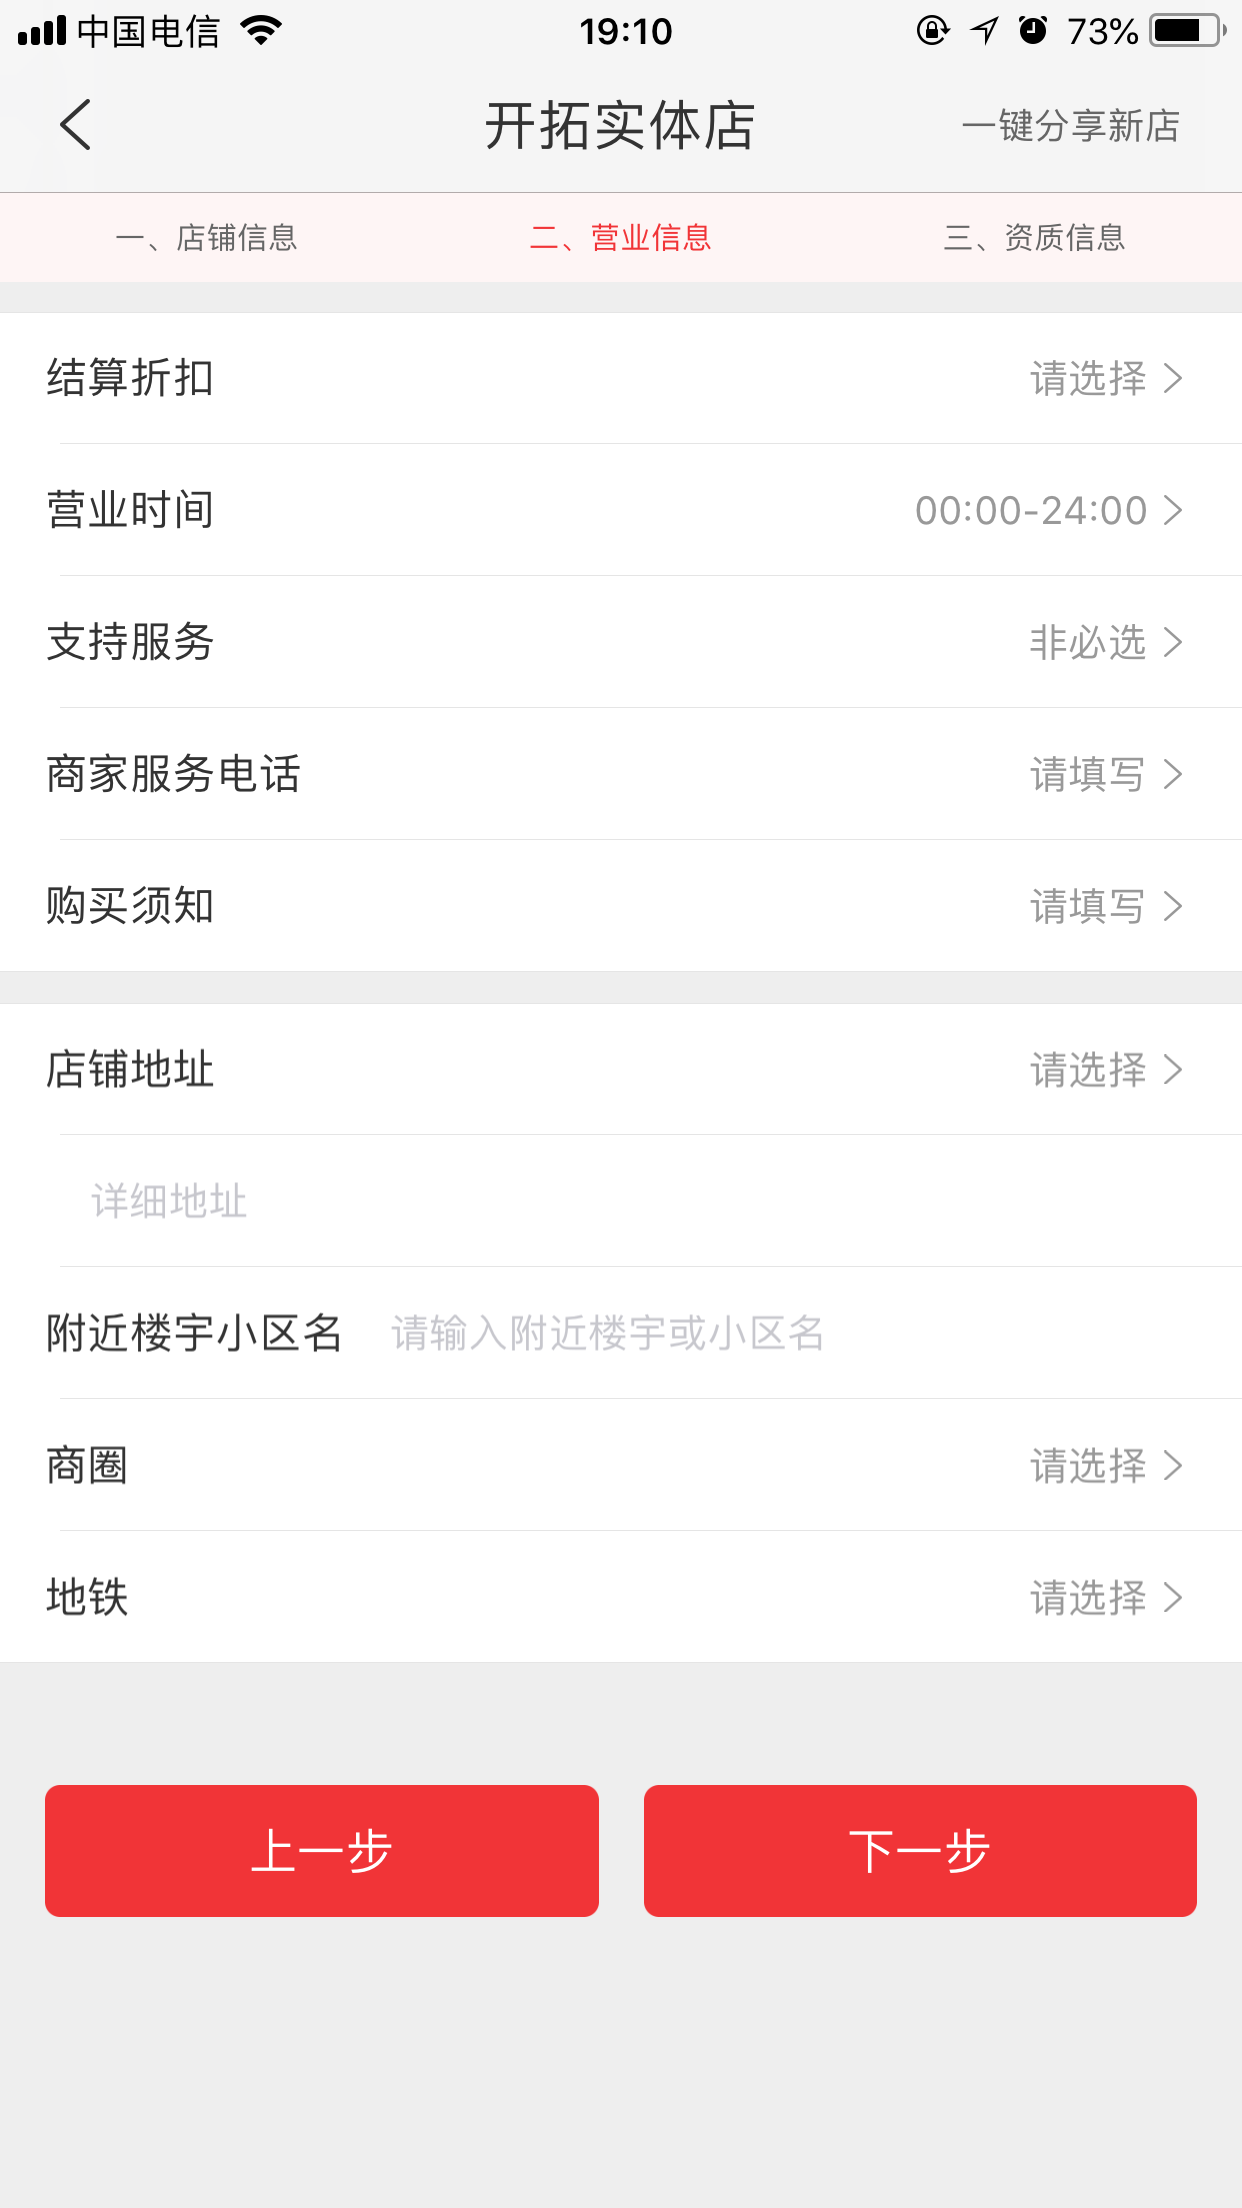 中国电信 19:10 73%
开拓实体店 一键分享新店
一、店铺信息 二、营业信息 三、资质信息
结算折扣 请选择
营业时间 00:00-24:00
支持服务 非必选
商家服务电话 请填写
购买须知 请填写
店铺地址 请选择
详细地址
附近楼宇小区名 请输入附近楼宇或小区名
商圈 请选择
地铁 请选择
上一步 下一步